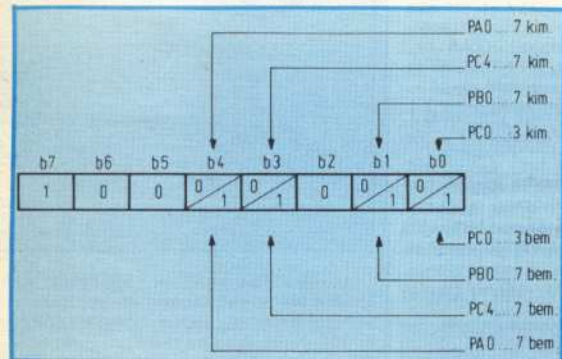 PA0....7 kim.
PC4....7 kim.
PB0....7 kim.
PC0....3 kim.
b7 b6 b5 b4 b3 b2 b1 b0
1 0 0 0/1 0/1 0 0/1 0/1
PC0....3 bem.
PB0....7 bem.
PC4....7 bem.
PA0....7 bem.